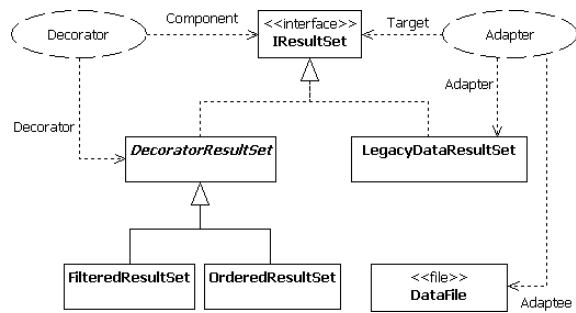 Decorator
Component
<<interface>>
IResultSet
Target
Adapter
Adapter
Decorator
DecoratorResultSet
LegacyDataResultSet
FilteredResultSet
OrderedResultSet
<<file>>
DataFile
Adaptee